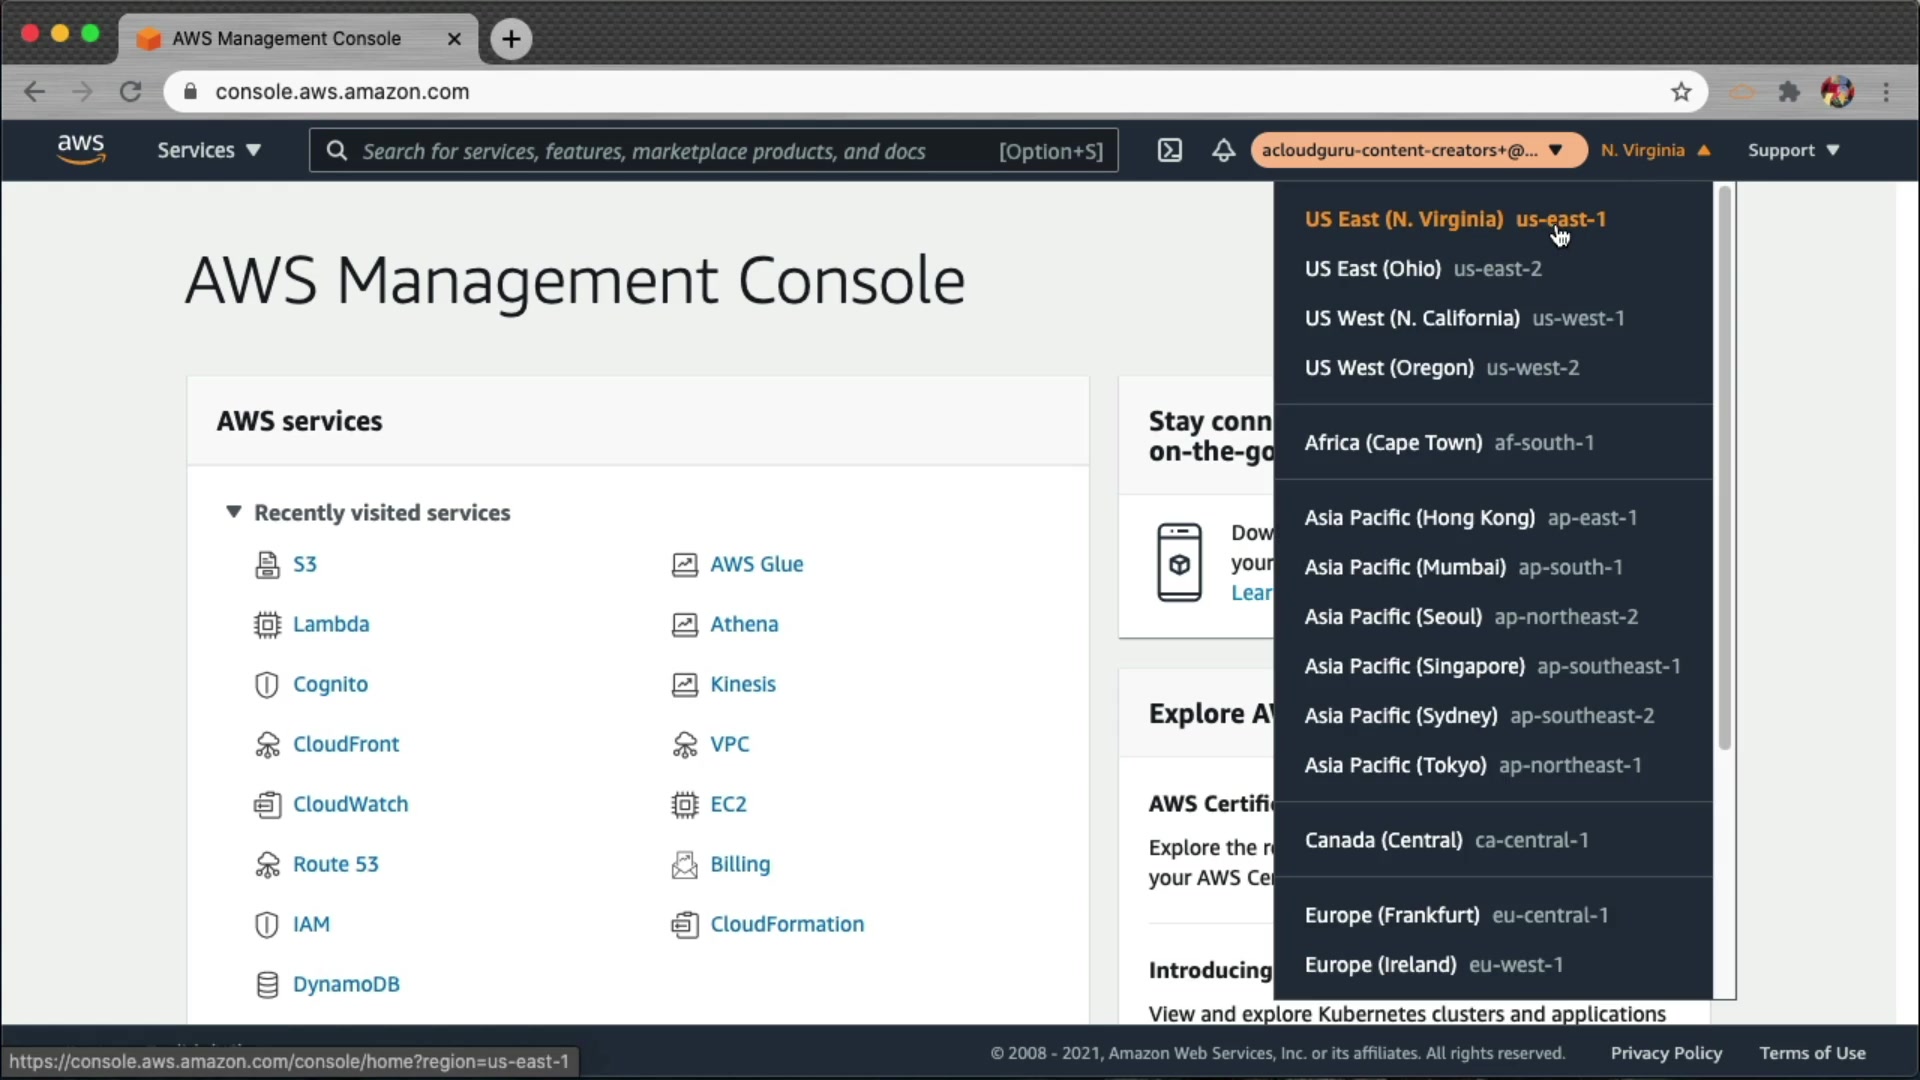 AWS Management Console
console.aws.amazon.com
aws
Services
Search for services, features, marketplace products, and docs [Option+S]
acloudguru-content-creators+@...
N. Virginia
Support
AWS Management Console
AWS services
Recently visited services
S3
Lambda
Cognito
CloudFront
CloudWatch
Route 53
IAM
DynamoDB
AWS Glue
Athena
Kinesis
VPC
EC2
Billing
CloudFormation
Stay conn
on-the-go
Dow
your
Lear
Explore AW
AWS Certific
Explore the r
your AWS Cer
Introducing
View and explore Kubernetes clusters and applications
US East (N. Virginia) us-east-1
US East (Ohio) us-east-2
US West (N. California) us-west-1
US West (Oregon) us-west-2
Africa (Cape Town) af-south-1
Asia Pacific (Hong Kong) ap-east-1
Asia Pacific (Mumbai) ap-south-1
Asia Pacific (Seoul) ap-northeast-2
Asia Pacific (Singapore) ap-southeast-1
Asia Pacific (Sydney) ap-southeast-2
Asia Pacific (Tokyo) ap-northeast-1
Canada (Central) ca-central-1
Europe (Frankfurt) eu-central-1
Europe (Ireland) eu-west-1
https://console.aws.amazon.com/console/home?region=us-east-1
© 2008 - 2021, Amazon Web Services, Inc. or its affiliates. All rights reserved.
Privacy Policy
Terms of Use